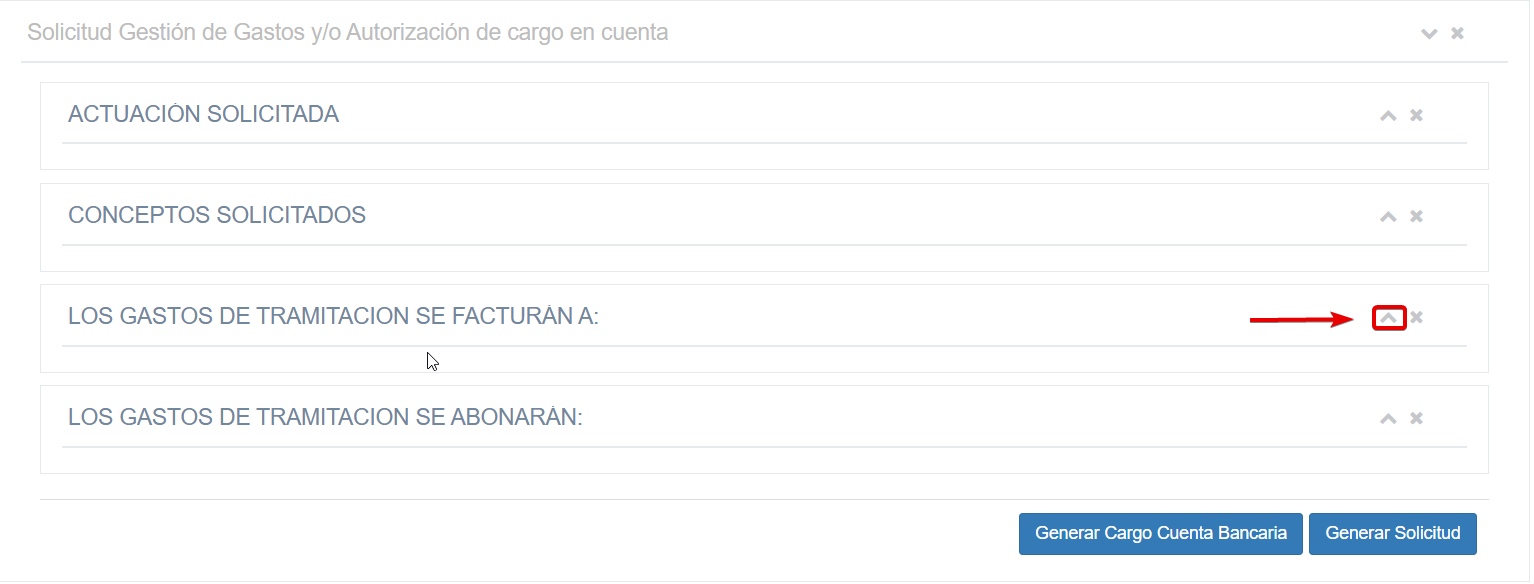 Solicitud Gestión de Gastos y/o Autorización de cargo en cuenta
ACTUACIÓN SOLICITADA
CONCEPTOS SOLICITADOS
LOS GASTOS DE TRAMITACION SE FACTURÁN A:
LOS GASTOS DE TRAMITACION SE ABONARÁN:
Generar Cargo Cuenta Bancaria
Generar Solicitud